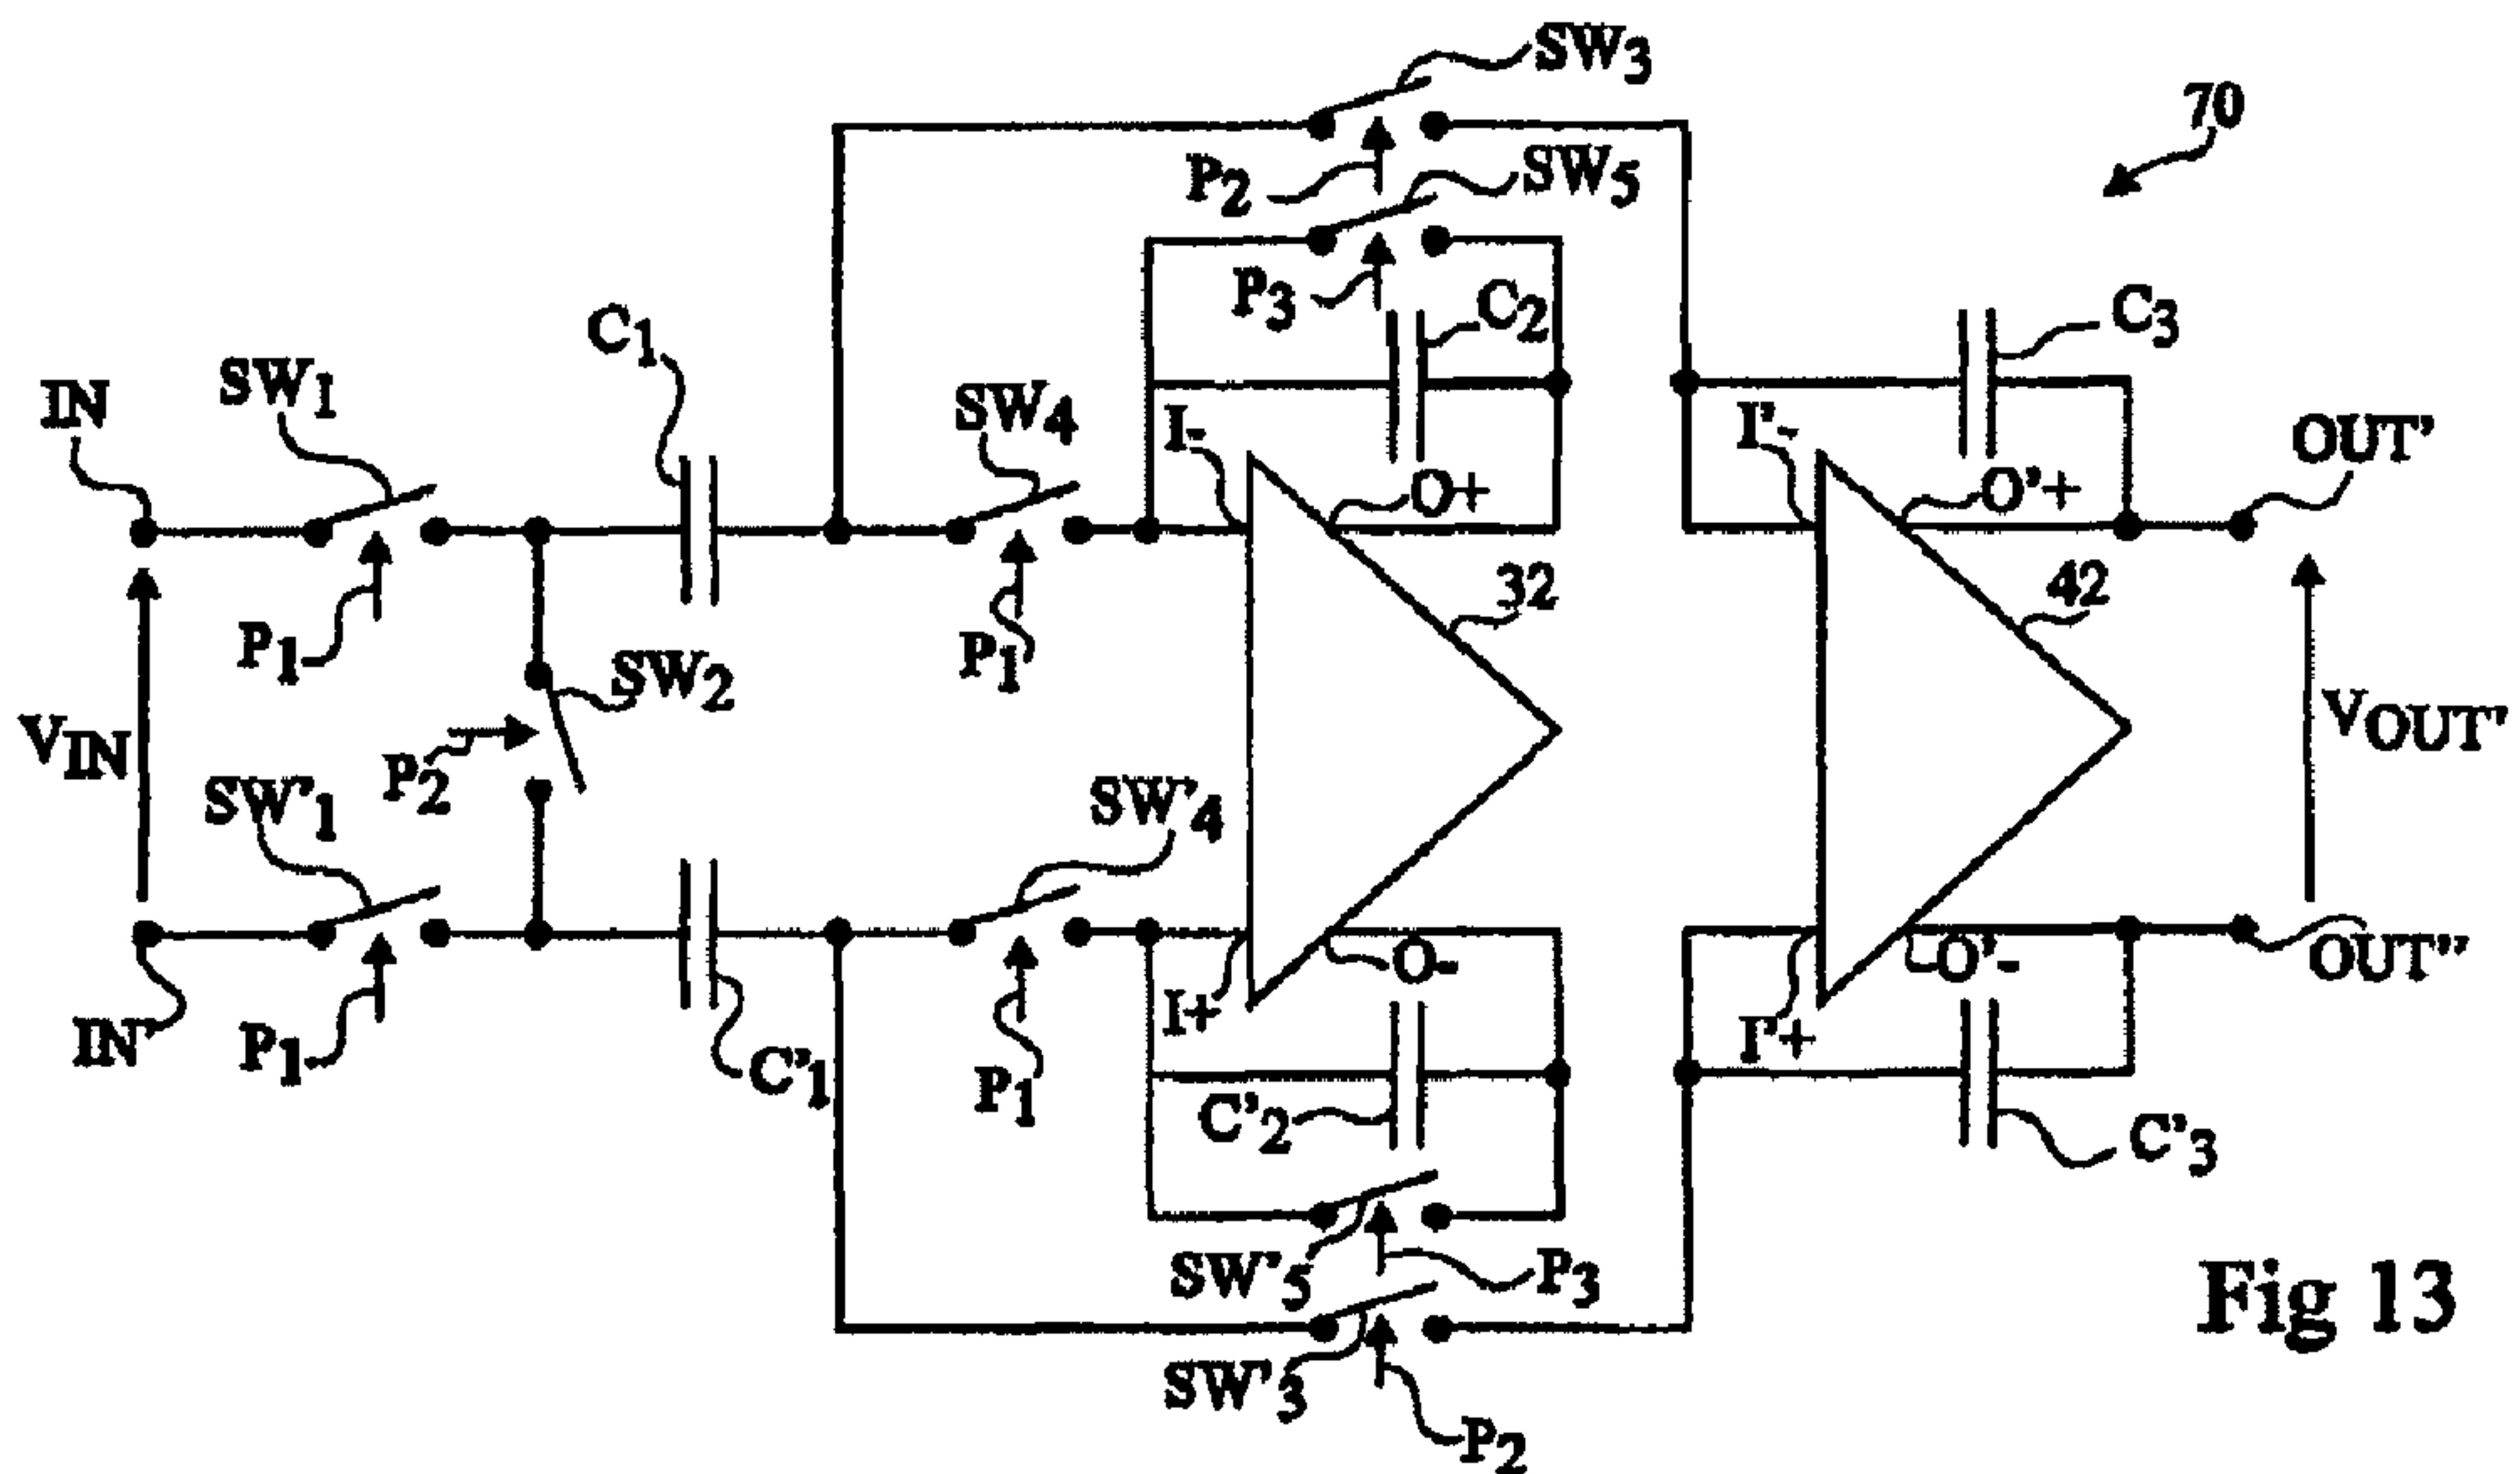 SW3
70
P2
SW5
P3
C2
C3
C1
SW1
IN
SW4
I-
I'-
OUT'
O+
O'+
32
42
P1
P1
SW2
VIN
P2
VOUT'
SW'1
SW'4
O-
O'-
OUT"
I+
I'+
IN'
P1
C'1
P1
C'2
C'3
SW'5
P3
Fig 13
SW'3
P2